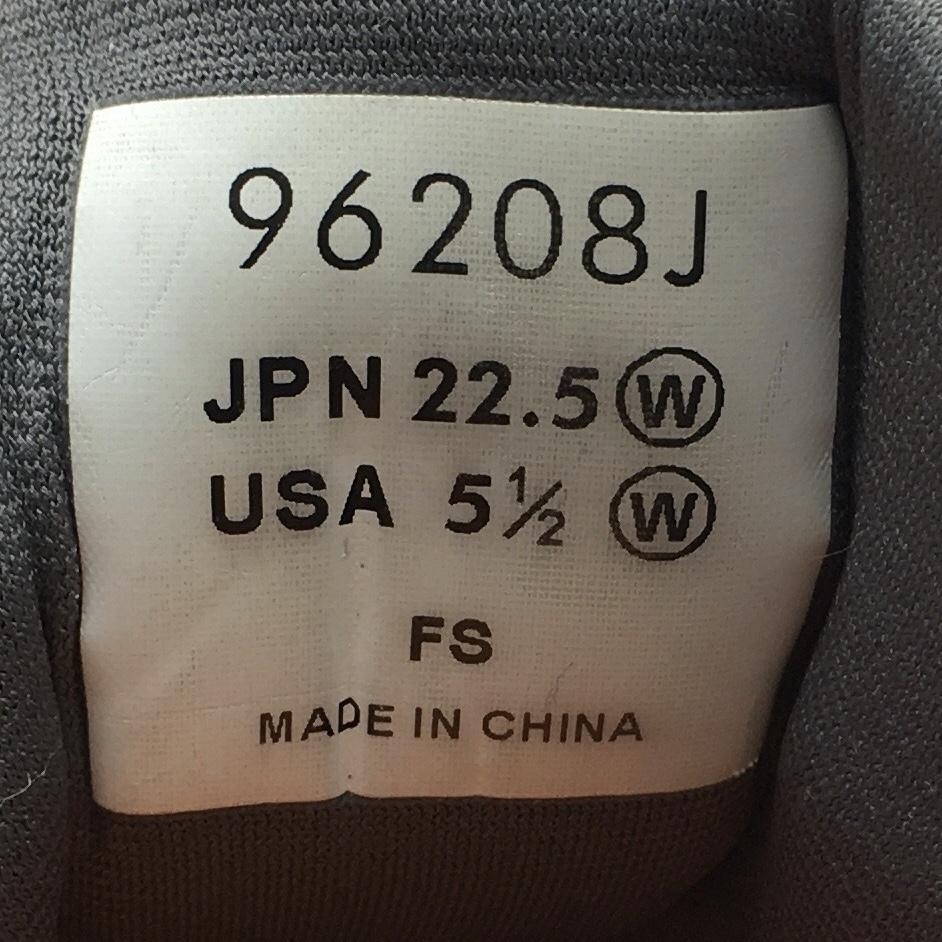 96208J
JPN 22.5 Ⓦ
USA 5½ Ⓦ
FS
MADE IN CHINA